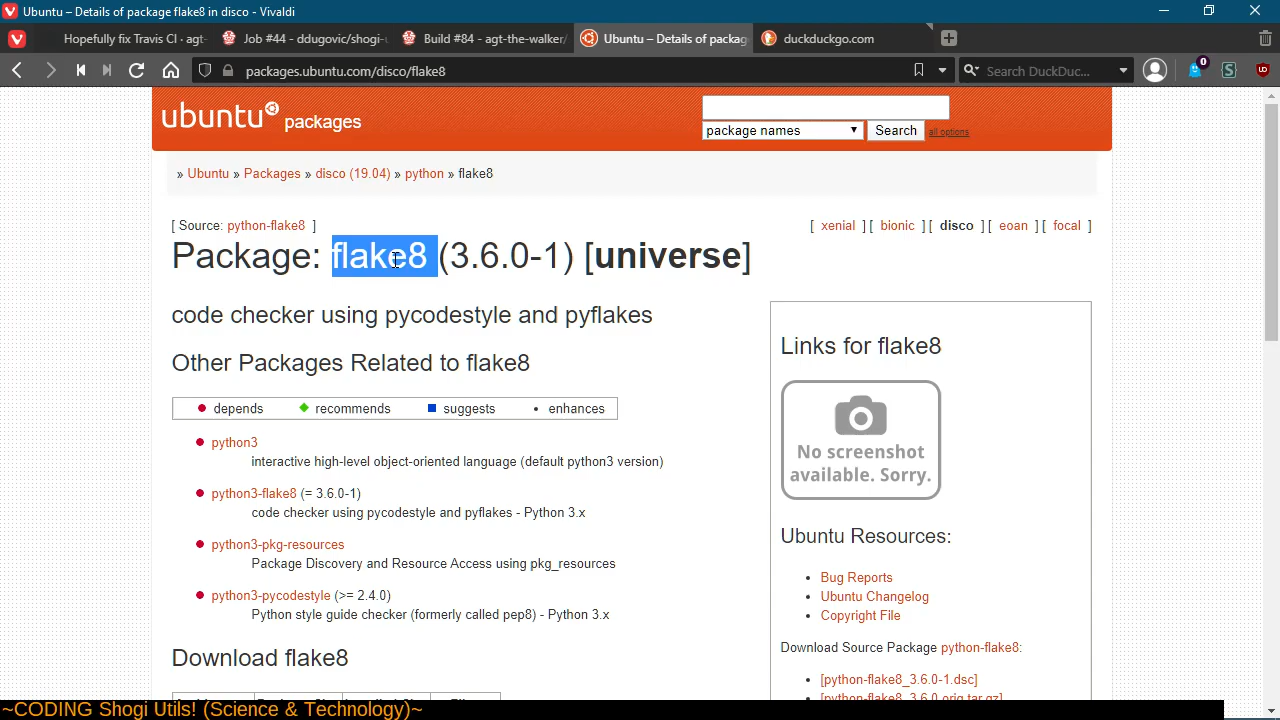 Ubuntu – Details of package flake8 in disco - Vivaldi
Hopefully fix Travis CI · agt-
Job #44 - ddugovic/shogi-
Build #84 - agt-the-walker/
Ubuntu – Details of packag
duckduckgo.com
packages.ubuntu.com/disco/flake8
Search DuckDuc...
0
S
ubuntu packages
package names
Search
all options
» Ubuntu » Packages » disco (19.04) » python » flake8
[ Source: python-flake8 ]
[ xenial ] [ bionic ] [ disco ] [ eoan ] [ focal ]
Package: flake8 (3.6.0-1) [universe]
code checker using pycodestyle and pyflakes
Other Packages Related to flake8
depends
recommends
suggests
enhances
python3
interactive high-level object-oriented language (default python3 version)
python3-flake8 (= 3.6.0-1)
code checker using pycodestyle and pyflakes - Python 3.x
python3-pkg-resources
Package Discovery and Resource Access using pkg_resources
python3-pycodestyle (>= 2.4.0)
Python style guide checker (formerly called pep8) - Python 3.x
Download flake8
Links for flake8
No screenshot
available. Sorry.
Ubuntu Resources:
Bug Reports
Ubuntu Changelog
Copyright File
Download Source Package python-flake8:
[python-flake8_3.6.0-1.dsc]
[python-flake8_3.6.0.orig.tar.gz]
~CODING Shogi Utils! (Science & Technology)~